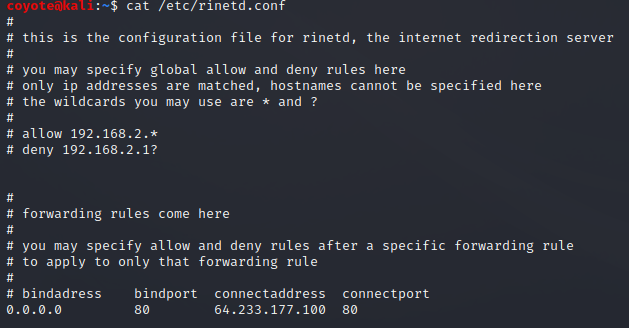 coyote@kali:~$ cat /etc/rinetd.conf
#
# this is the configuration file for rinetd, the internet redirection server
#
# you may specify global allow and deny rules here
# only ip addresses are matched, hostnames cannot be specified here
# the wildcards you may use are * and ?
#
# allow 192.168.2.*
# deny 192.168.2.1?
#
# forwarding rules come here
#
# you may specify allow and deny rules after a specific forwarding rule
# to apply to only that forwarding rule
#
# bindadress    bindport  connectaddress  connectport
0.0.0.0         80        64.233.177.100  80